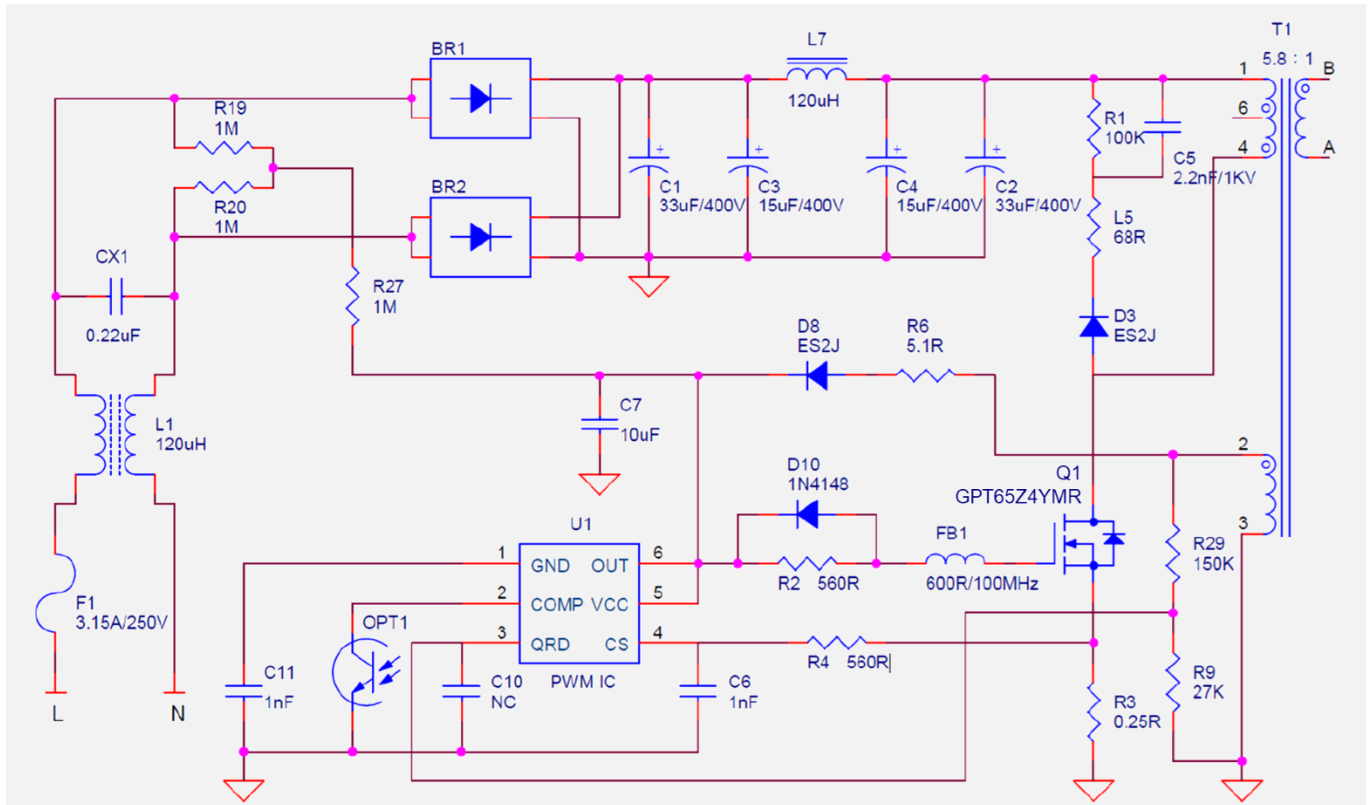 BR1
L7
120uH
T1
5.8 : 1
1
B
6
4
A
R19
1M
R20
1M
BR2
C1
33uF/400V
C3
15uF/400V
C4
15uF/400V
C2
33uF/400V
R1
100K
C5
2.2nF/1KV
L5
68R
CX1
0.22uF
R27
1M
D8
ES2J
R6
5.1R
D3
ES2J
L1
120uH
C7
10uF
D10
1N4148
Q1
GPT65Z4YMR
2
3
U1
1
GND
OUT
6
2
COMP
VCC
5
3
QRD
CS
4
PWM IC
R2
560R
FB1
600R/100MHz
R29
150K
F1
3.15A/250V
OPT1
R4
560R
C11
1nF
C10
NC
C6
1nF
R3
0.25R
R9
27K
L
N